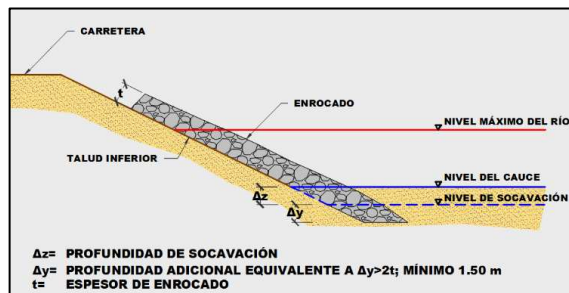 CARRETERA
t
ENROCADO
NIVEL MÁXIMO DEL RÍO
TALUD INFERIOR
NIVEL DEL CAUCE
Δz
NIVEL DE SOCAVACIÓN
Δy
Δz= PROFUNDIDAD DE SOCAVACIÓN
Δy= PROFUNDIDAD ADICIONAL EQUIVALENTE A Δy>2t; MÍNIMO 1.50 m
t= ESPESOR DE ENROCADO